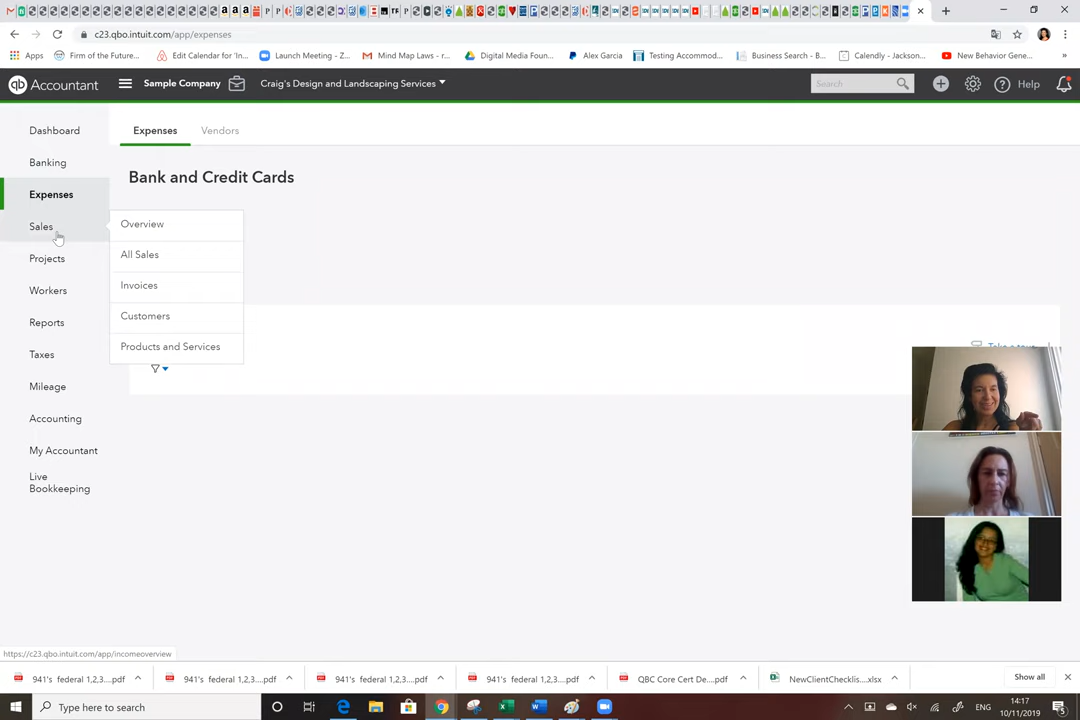 c23.qbo.intuit.com/app/expenses
Apps
Firm of the Future...
Edit Calendar for 'In...
Launch Meeting - Z...
Mind Map Laws - r...
Digital Media Foun...
Alex Garcia
Testing Accommod...
Business Search - B...
Calendly - Jackson...
New Behavior Gene...
»
qb Accountant
Sample Company
Craig's Design and Landscaping Services
Search
Help
Dashboard
Banking
Expenses
Sales
Projects
Workers
Reports
Taxes
Mileage
Accounting
My Accountant
Live
Bookkeeping
Expenses
Vendors
Bank and Credit Cards
Overview
All Sales
Invoices
Customers
Products and Services
https://c23.qbo.intuit.com/app/incomeoverview
941's federal 1,2,3....pdf
941's federal 1,2,3....pdf
941's federal 1,2,3....pdf
941's federal 1,2,3....pdf
QBC Core Cert De....pdf
NewClientChecklis....xlsx
Show all
Type here to search
ENG
14:17
10/11/2019